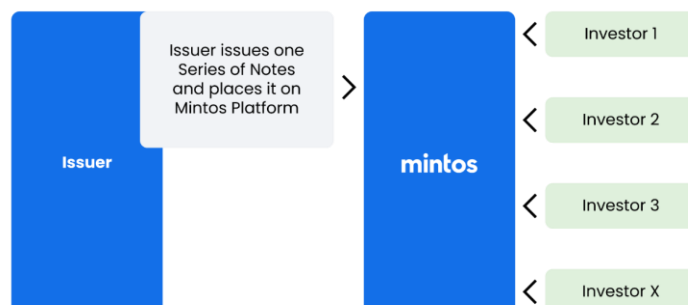 Issuer issues one
Series of Notes
and places it on
Mintos Platform
Issuer
mintos
Investor 1
Investor 2
Investor 3
Investor X